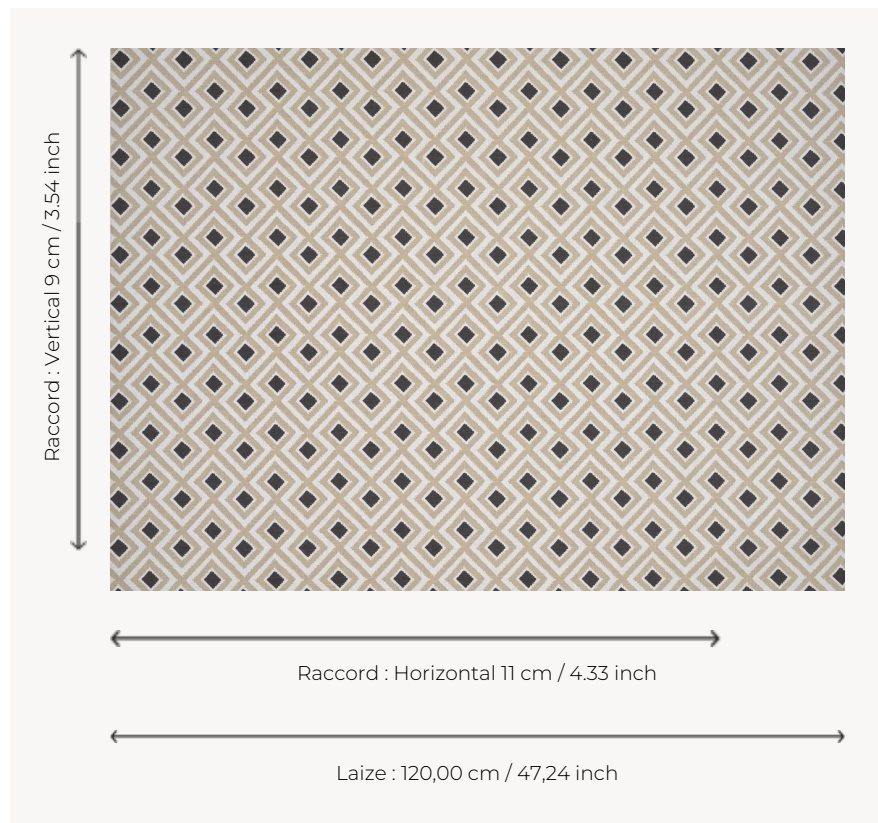 Raccord : Vertical 9 cm / 3.54 inch
Raccord : Horizontal 11 cm / 4.33 inch
Laize : 120,00 cm / 47,24 inch